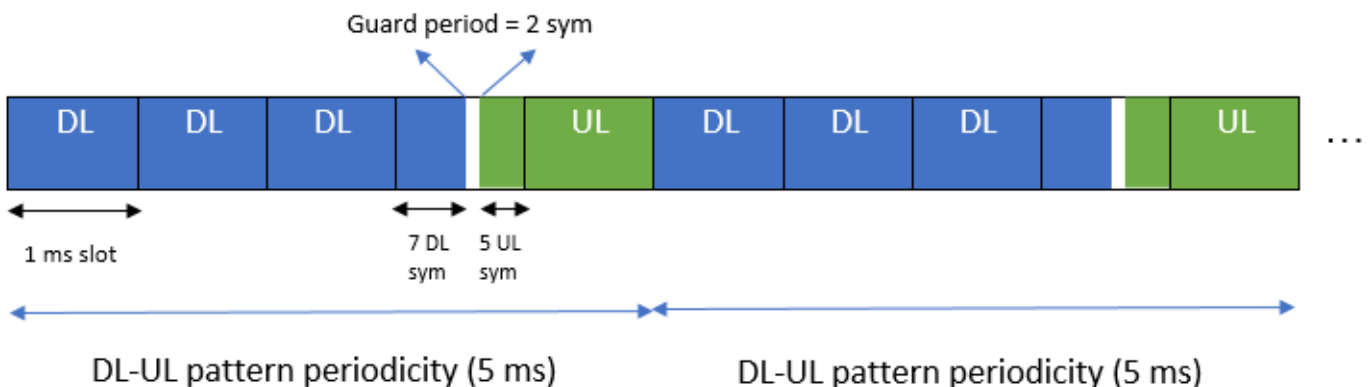 Guard period = 2 sym
DL DL DL UL DL DL DL UL ...
1 ms slot
7 DL
sym
5 UL
sym
DL-UL pattern periodicity (5 ms) DL-UL pattern periodicity (5 ms)